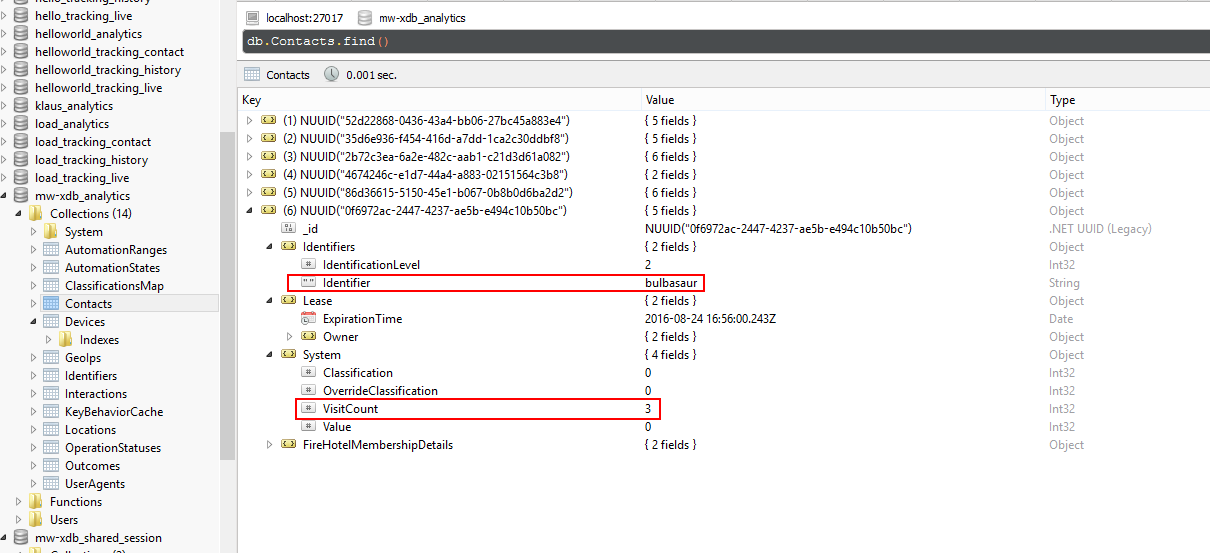 hello_tracking_live
helloworld_analytics
helloworld_tracking_contact
helloworld_tracking_history
helloworld_tracking_live
klaus_analytics
load_analytics
load_tracking_contact
load_tracking_history
load_tracking_live
mw-xdb_analytics
Collections (14)
System
AutomationRanges
AutomationStates
ClassificationsMap
Contacts
Devices
Indexes
GeoIps
Identifiers
Interactions
KeyBehaviorCache
Locations
OperationStatuses
Outcomes
UserAgents
Functions
Users
mw-xdb_shared_session
localhost:27017 mw-xdb_analytics
db.Contacts.find()
Contacts 0.001 sec.
Key Value Type
(1) NUUID("52d22868-0436-43a4-bb06-27bc45a883e4") { 5 fields } Object
(2) NUUID("35d6e936-f454-416d-a7dd-1ca2c30ddbf8") { 5 fields } Object
(3) NUUID("2b72c3ea-6a2e-482c-aab1-c21d3d61a082") { 6 fields } Object
(4) NUUID("4674246c-e1d7-44a4-a883-02151564c3b8") { 2 fields } Object
(5) NUUID("86d36615-5150-45e1-b067-0b8b0d6ba2d2") { 6 fields } Object
(6) NUUID("0f6972ac-2447-4237-ae5b-e494c10b50bc") { 5 fields } Object
_id NUUID("0f6972ac-2447-4237-ae5b-e494c10b50bc") .NET UUID (Legacy)
Identifiers { 2 fields } Object
# IdentificationLevel 2 Int32
" " Identifier bulbasaur String
Lease { 2 fields } Object
ExpirationTime 2016-08-24 16:56:00.243Z Date
Owner { 2 fields } Object
System { 4 fields } Object
# Classification 0 Int32
# OverrideClassification 0 Int32
# VisitCount 3 Int32
# Value 0 Int32
FireHotelMembershipDetails { 2 fields } Object